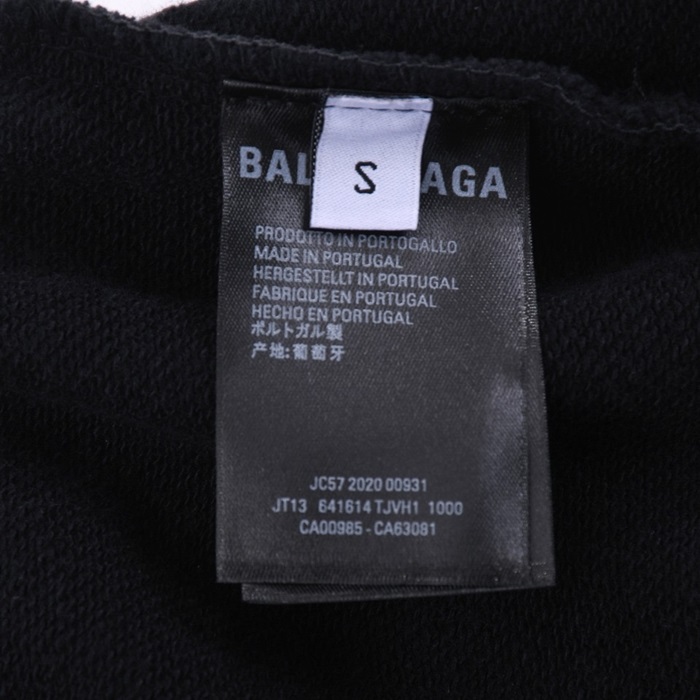 BAL AGA
S
PRODOTTO IN PORTOGALLO
MADE IN PORTUGAL
HERGESTELLT IN PORTUGAL
FABRIQUE EN PORTUGAL
HECHO EN PORTUGAL
ポルトガル製
产地:葡萄牙
JC57 2020 00931
JT13 641614 TJVH1 1000
CA00985 - CA63081